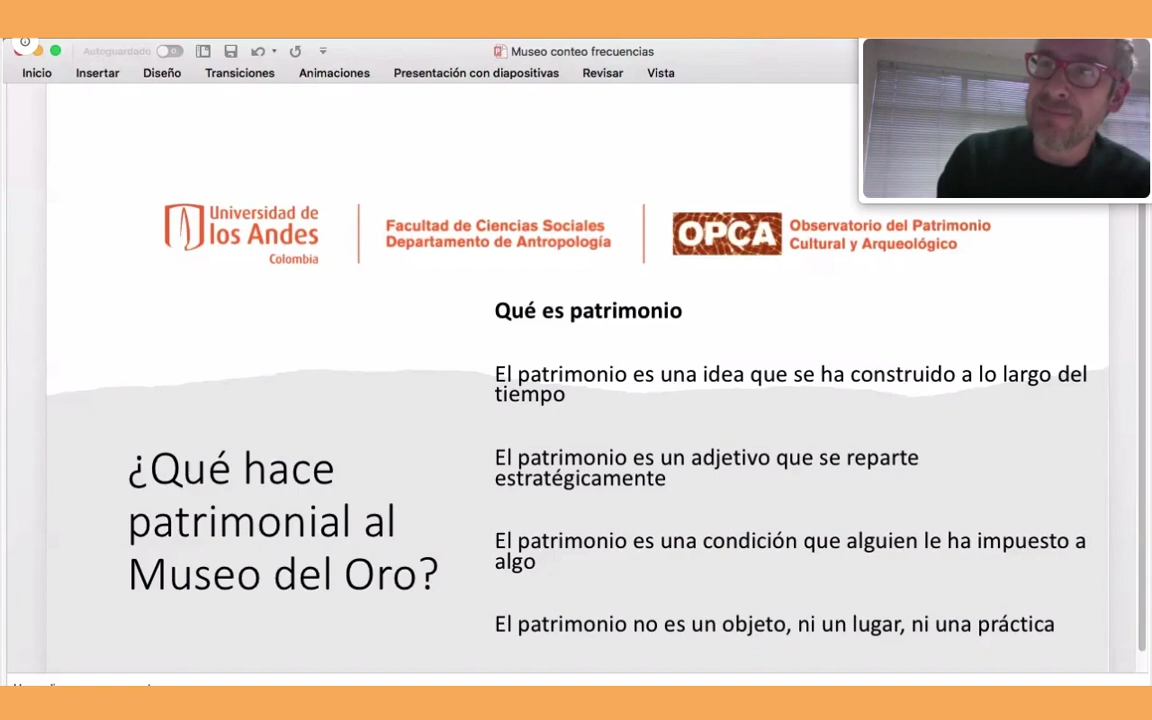 Autoguardado
Museo conteo frecuencias
Inicio Insertar Diseño Transiciones Animaciones Presentación con diapositivas Revisar Vista
Universidad de
los Andes
Colombia
Facultad de Ciencias Sociales
Departamento de Antropología
OPCA
Observatorio del Patrimonio
Cultural y Arqueológico
Qué es patrimonio
El patrimonio es una idea que se ha construido a lo largo del
tiempo
El patrimonio es un adjetivo que se reparte
estratégicamente
El patrimonio es una condición que alguien le ha impuesto a
algo
El patrimonio no es un objeto, ni un lugar, ni una práctica
¿Qué hace
patrimonial al
Museo del Oro?